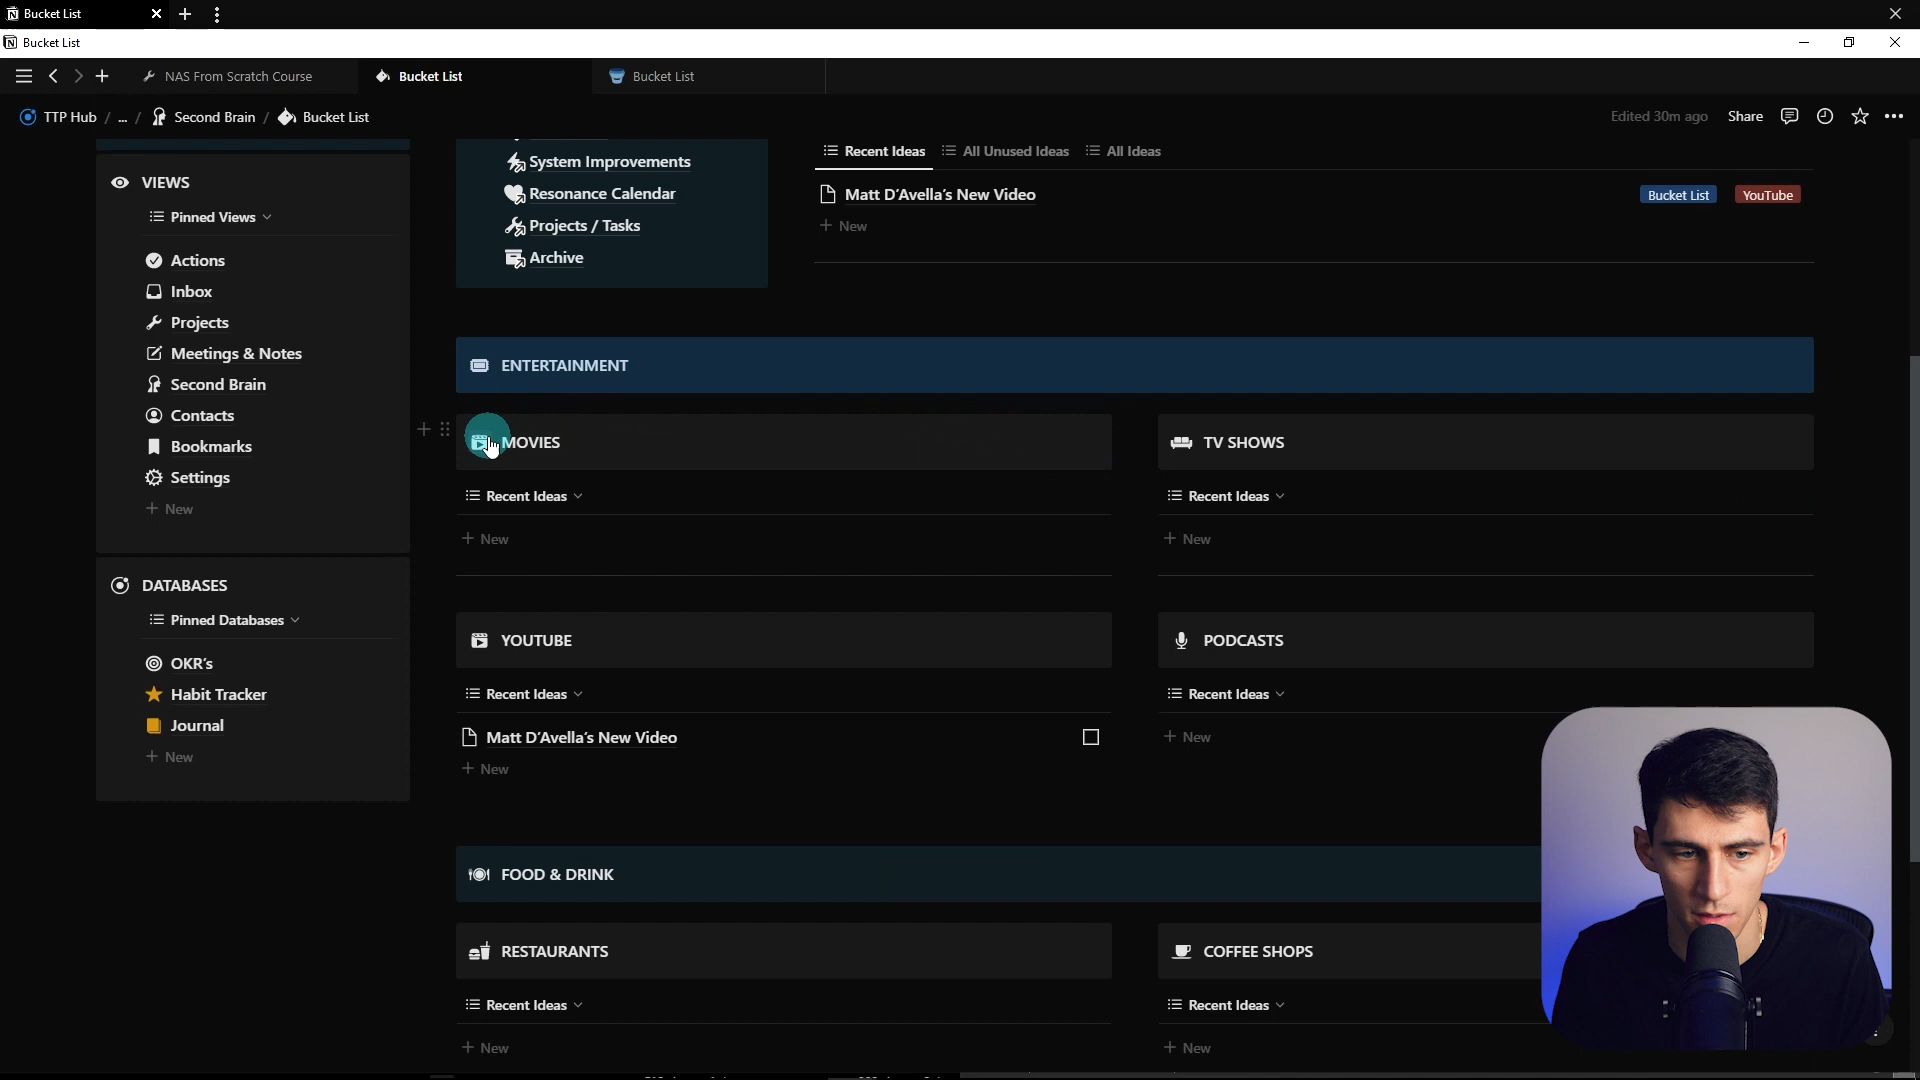 Bucket List
Bucket List
NAS From Scratch Course
Bucket List
Bucket List
TTP Hub / ... / Second Brain / Bucket List
Edited 30m ago
Share
VIEWS
Pinned Views
Actions
Inbox
Projects
Meetings & Notes
Second Brain
Contacts
Bookmarks
Settings
New
DATABASES
Pinned Databases
OKR's
Habit Tracker
Journal
New
System Improvements
Resonance Calendar
Projects / Tasks
Archive
Recent Ideas
All Unused Ideas
All Ideas
Matt D'Avella's New Video
Bucket List
YouTube
New
ENTERTAINMENT
MOVIES
Recent Ideas
New
TV SHOWS
Recent Ideas
New
YOUTUBE
Recent Ideas
Matt D'Avella's New Video
New
PODCASTS
Recent Ideas
New
FOOD & DRINK
RESTAURANTS
Recent Ideas
New
COFFEE SHOPS
Recent Ideas
New